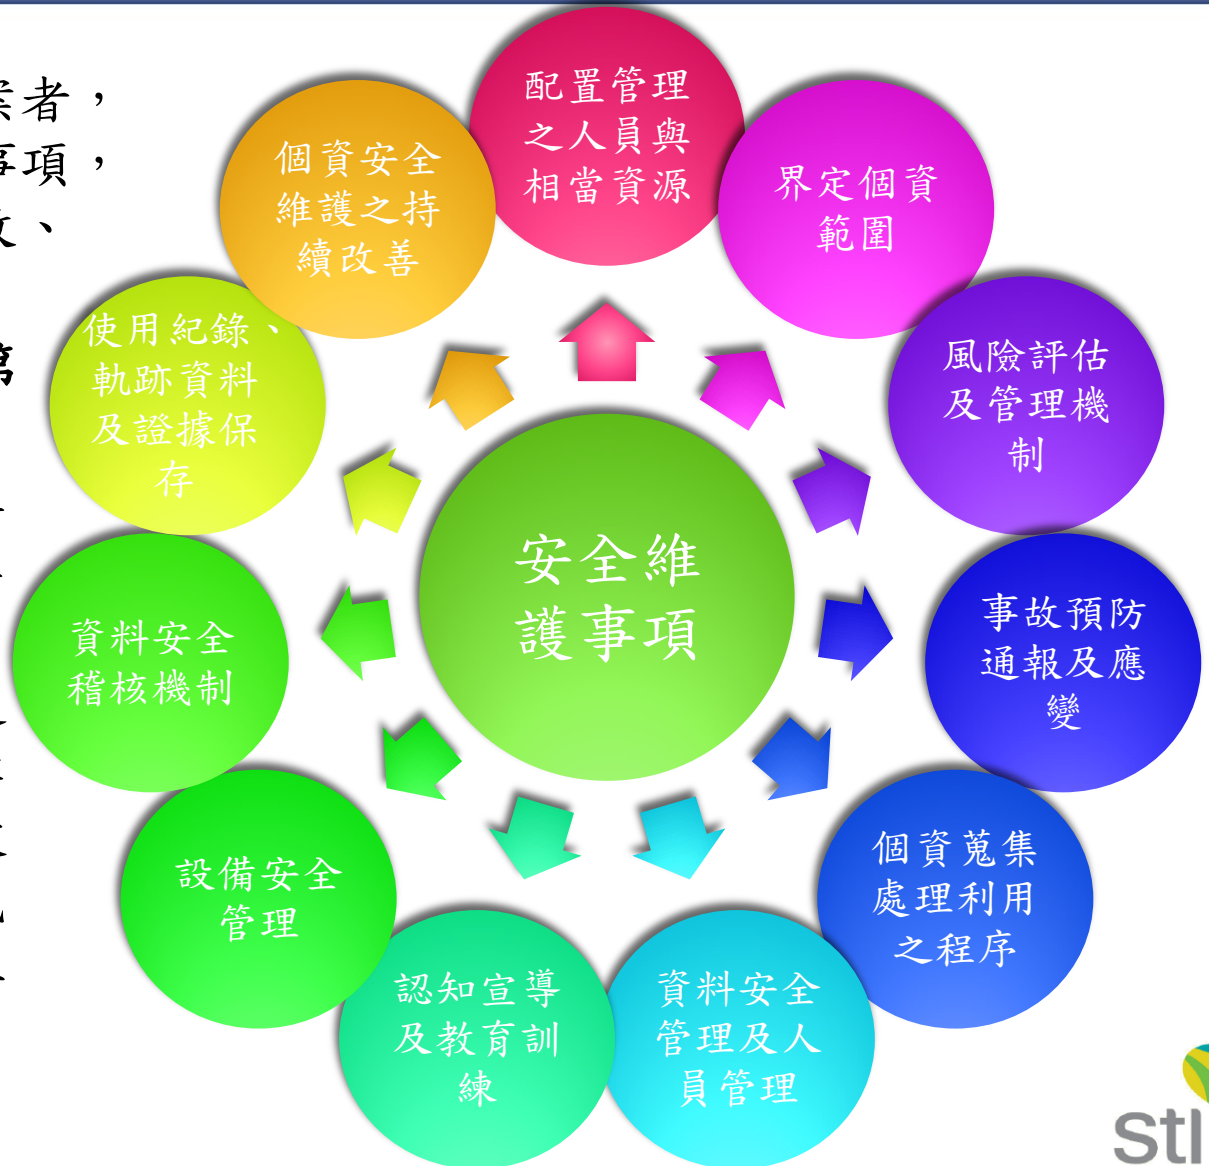 業者，
事項，
、
第
配置管理
之人員與
相當資源
界定個資
範圍
風險評估
及管理機
制
事故預防
通報及應
變
個資蒐集
處理利用
之程序
資料安全
管理及人
員管理
認知宣導
及教育訓
練
設備安全
管理
資料安全
稽核機制
使用紀錄、
軌跡資料
及證據保
存
個資安全
維護之持
續改善
安全維
護事項
stl